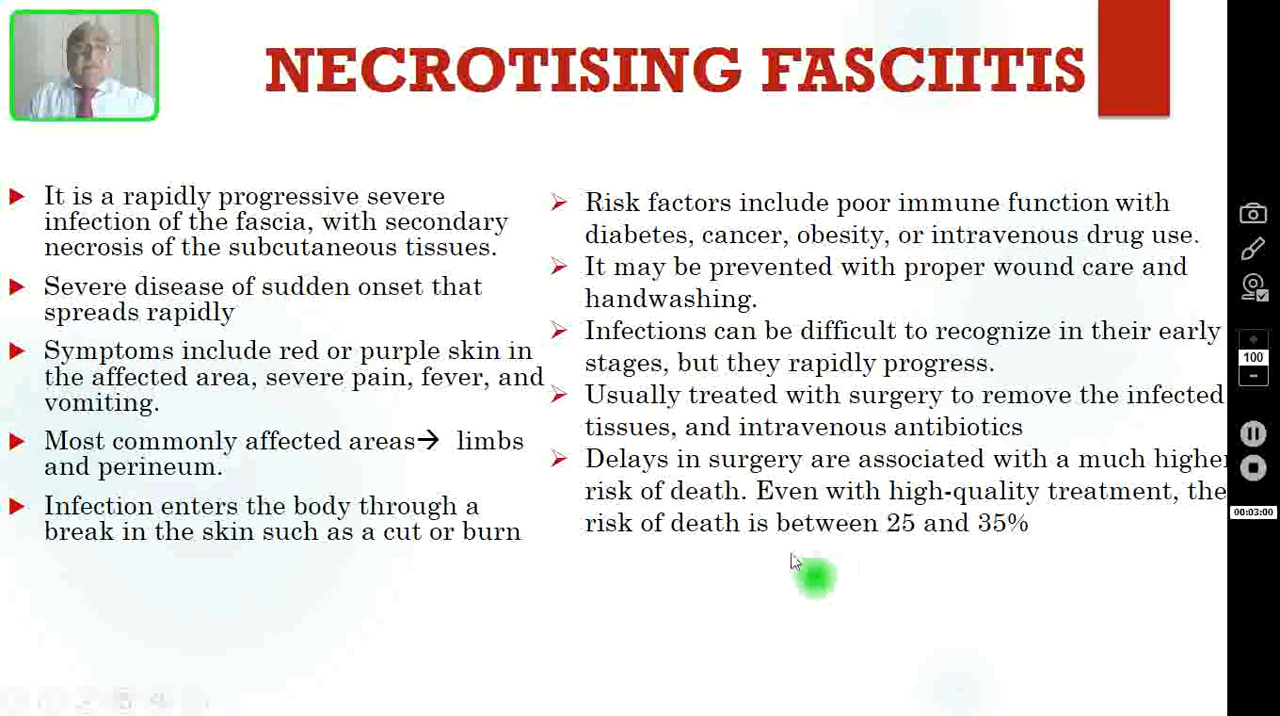 NECROTISING FASCIITIS
It is a rapidly progressive severe
infection of the fascia, with secondary
necrosis of the subcutaneous tissues.
Severe disease of sudden onset that
spreads rapidly
Symptoms include red or purple skin in
the affected area, severe pain, fever, and
vomiting.
Most commonly affected areas→ limbs
and perineum.
Infection enters the body through a
break in the skin such as a cut or burn
Risk factors include poor immune function with
diabetes, cancer, obesity, or intravenous drug use.
It may be prevented with proper wound care and
handwashing.
Infections can be difficult to recognize in their early
stages, but they rapidly progress.
Usually treated with surgery to remove the infected
tissues, and intravenous antibiotics
Delays in surgery are associated with a much higher
risk of death. Even with high-quality treatment, the
risk of death is between 25 and 35%
100
00:03:00